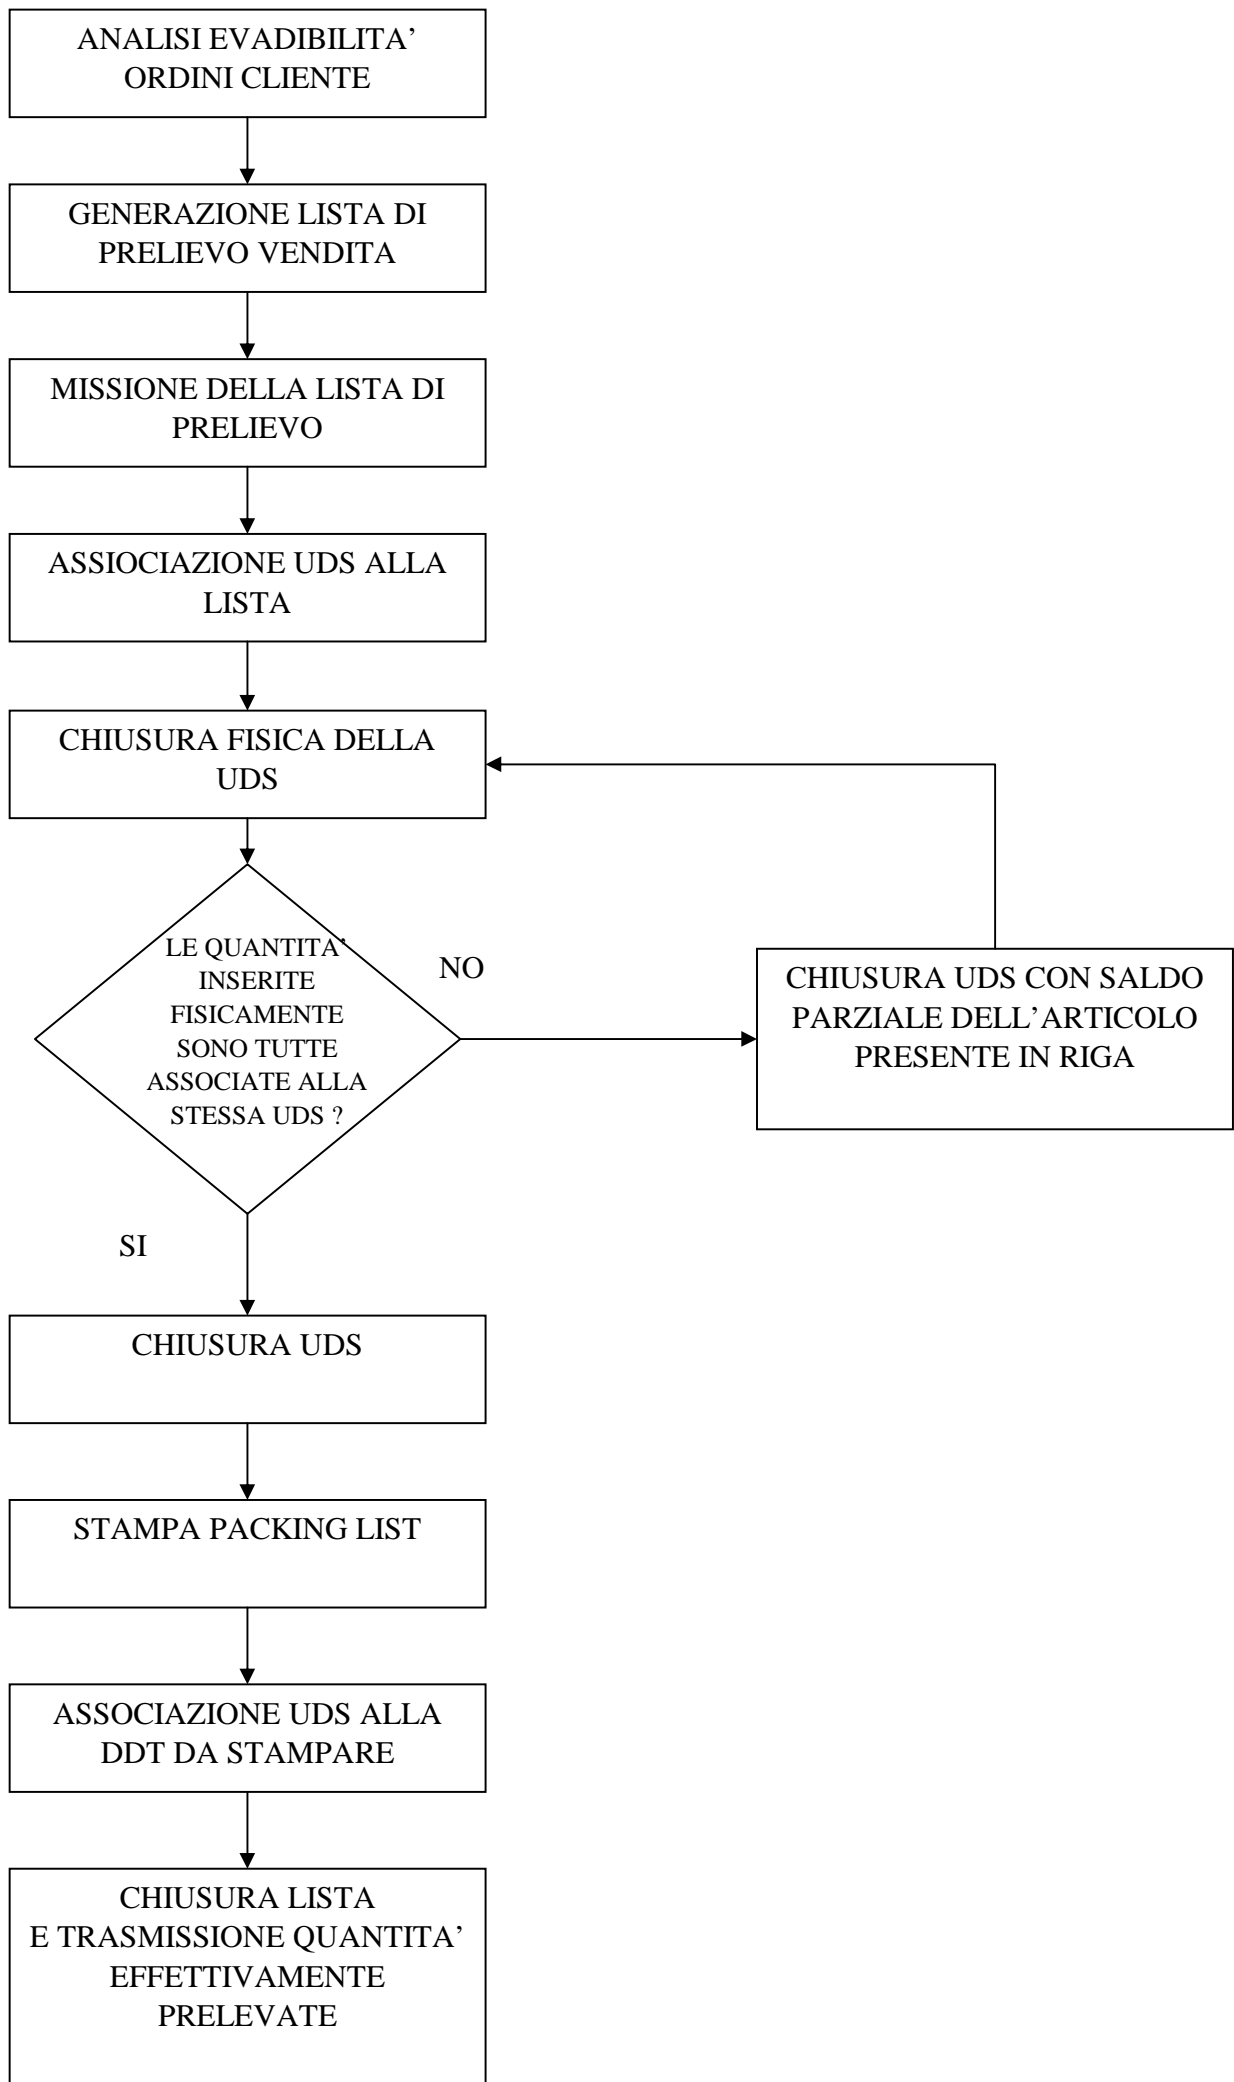 ANALISI EVADIBILITA’
ORDINI CLIENTE
GENERAZIONE LISTA DI
PRELIEVO VENDITA
MISSIONE DELLA LISTA DI
PRELIEVO
ASSIOCIAZIONE UDS ALLA
LISTA
CHIUSURA FISICA DELLA
UDS
LE QUANTITA’
INSERITE
FISICAMENTE
SONO TUTTE
ASSOCIATE ALLA
STESSA UDS ?
NO
CHIUSURA UDS CON SALDO
PARZIALE DELL’ARTICOLO
PRESENTE IN RIGA
SI
CHIUSURA UDS
STAMPA PACKING LIST
ASSOCIAZIONE UDS ALLA
DDT DA STAMPARE
CHIUSURA LISTA
E TRASMISSIONE QUANTITA’
EFFETTIVAMENTE
PRELEVATE